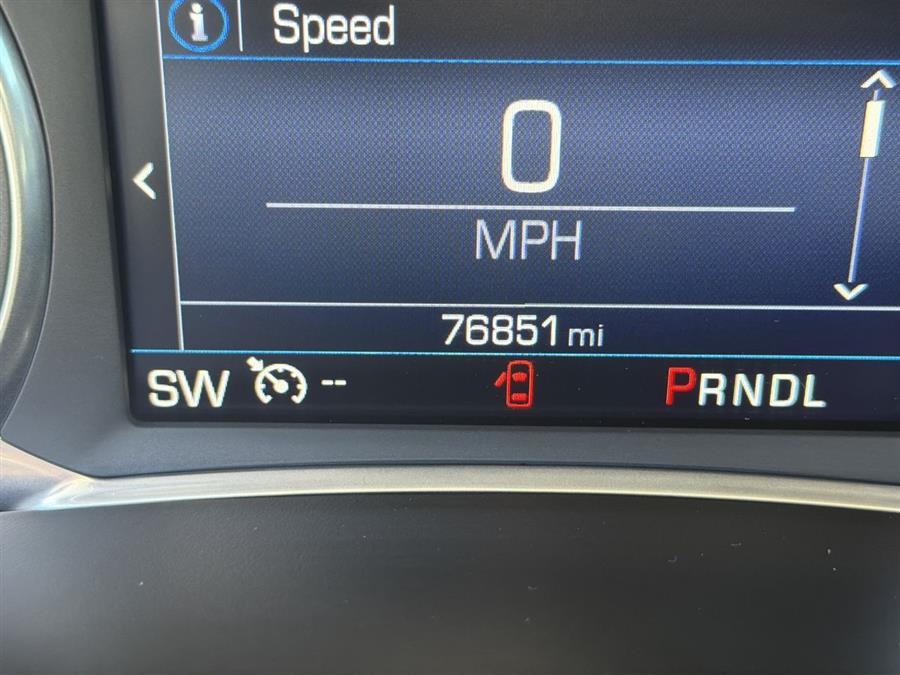 i Speed
0
MPH
76851 mi
SW -- PRNDL